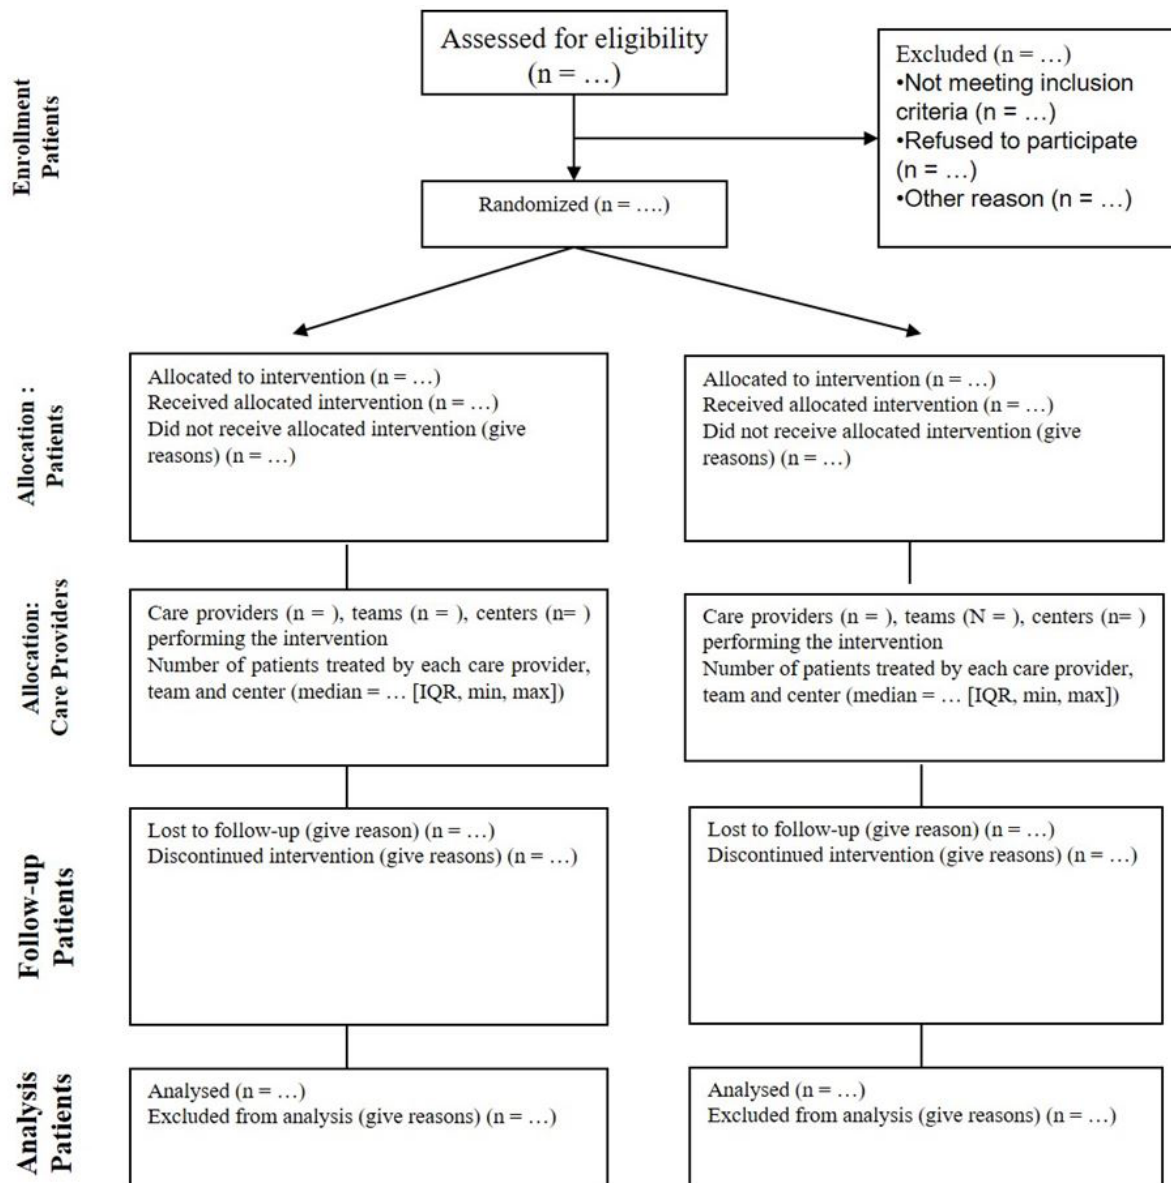 Enrollment
Patients
Assessed for eligibility
(n = …)
Excluded (n = …)
•Not meeting inclusion
criteria (n = …)
•Refused to participate
(n = …)
•Other reason (n = …)
Randomized (n = ….)
Allocation :
Patients
Allocated to intervention (n = …)
Received allocated intervention (n = …)
Did not receive allocated intervention (give
reasons) (n = …)
Allocated to intervention (n = …)
Received allocated intervention (n = …)
Did not receive allocated intervention (give
reasons) (n = …)
Allocation:
Care Providers
Care providers (n = ), teams (n = ), centers (n= )
performing the intervention
Number of patients treated by each care provider,
team and center (median = … [IQR, min, max])
Care providers (n = ), teams (N = ), centers (n= )
performing the intervention
Number of patients treated by each care provider,
team and center (median = … [IQR, min, max])
Follow-up
Patients
Lost to follow-up (give reason) (n = …)
Discontinued intervention (give reasons) (n = …)
Lost to follow-up (give reason) (n = …)
Discontinued intervention (give reasons) (n = …)
Analysis
Patients
Analysed (n = …)
Excluded from analysis (give reasons) (n = …)
Analysed (n = …)
Excluded from analysis (give reasons) (n = …)